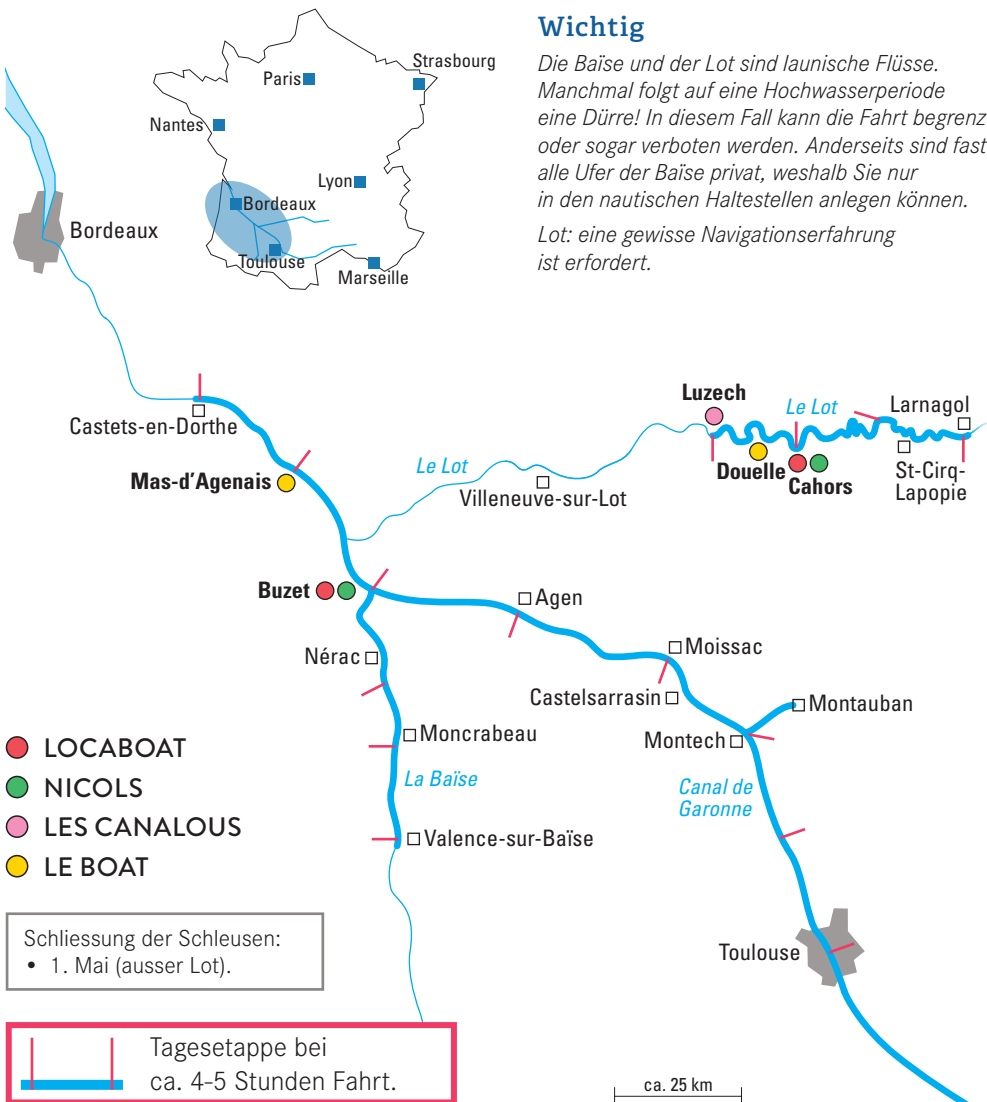 Wichtig
Die Baïse und der Lot sind launische Flüsse.
Manchmal folgt auf eine Hochwasserperiode
eine Dürre! In diesem Fall kann die Fahrt begrenz
oder sogar verboten werden. Anderseits sind fast
alle Ufer der Baïse privat, weshalb Sie nur
in den nautischen Haltestellen anlegen können.
Lot: eine gewisse Navigationserfahrung
ist erfordert.
Paris
Strasbourg
Nantes
Lyon
Bordeaux
Toulouse
Marseille
Bordeaux
Castets-en-Dorthe
Mas-d'Agenais
Le Lot
Villeneuve-sur-Lot
Luzech
Le Lot
Larnagol
Douelle
Cahors
St-Cirq-
Lapopie
Buzet
Agen
Nérac
Moissac
Castelsarrasin
Montauban
Moncrabeau
Montech
La Baïse
Canal de
Garonne
Valence-sur-Baïse
Toulouse
LOCABOAT
NICOLS
LES CANALOUS
LE BOAT
Schliessung der Schleusen:
• 1. Mai (ausser Lot).
Tagesetappe bei
ca. 4-5 Stunden Fahrt.
ca. 25 km